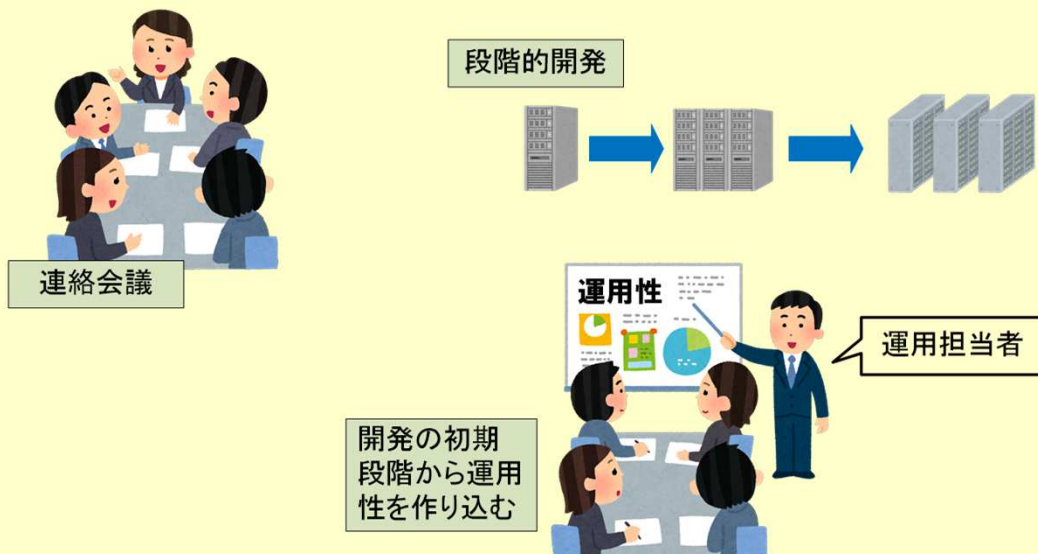 段階的開発
連絡会議
運用性
運用担当者
開発の初期
段階から運用
性を作り込む